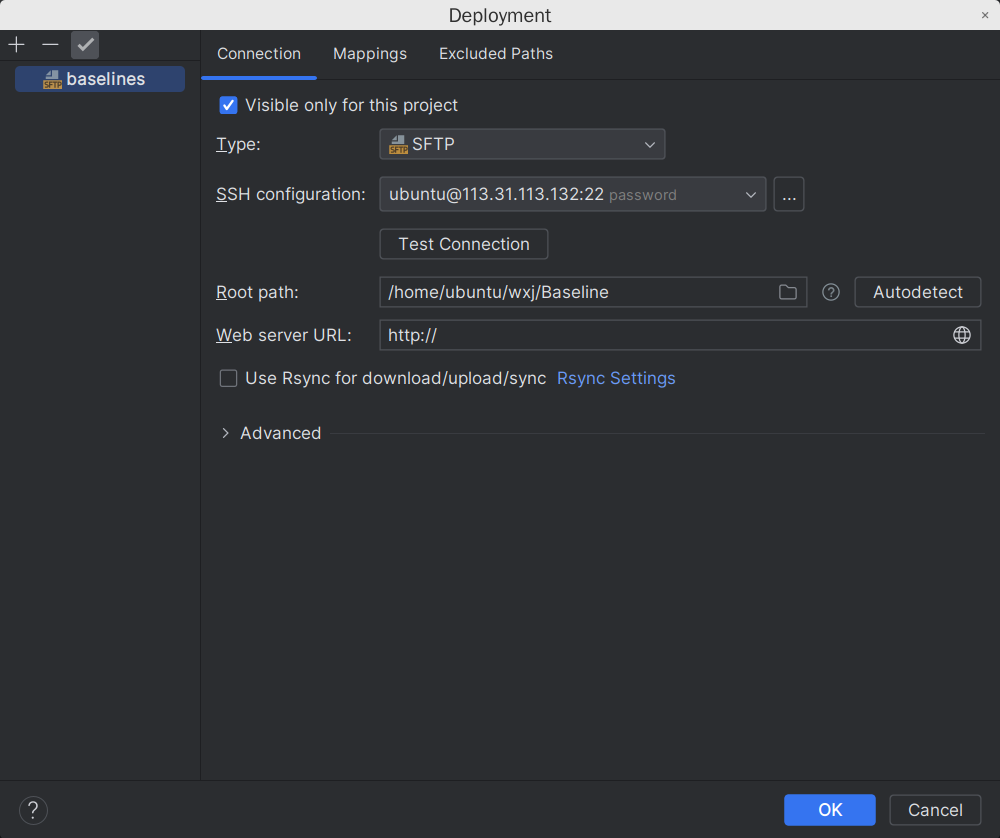 Deployment
×
baselines
SFTP
Connection Mappings Excluded Paths
Visible only for this project
Type: SFTP SFTP
SSH configuration: ubuntu@113.31.113.132:22 password ...
Test Connection
Root path: /home/ubuntu/wxj/Baseline ? Autodetect
Web server URL: http://
Use Rsync for download/upload/sync Rsync Settings
Advanced
? OK Cancel